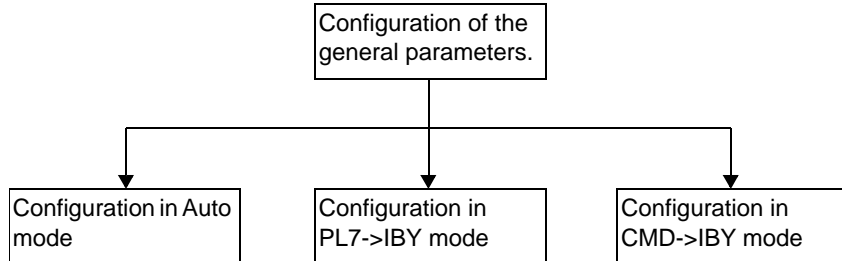 Configuration of the
general parameters.
Configuration in Auto
mode
Configuration in
PL7->IBY mode
Configuration in
CMD->IBY mode